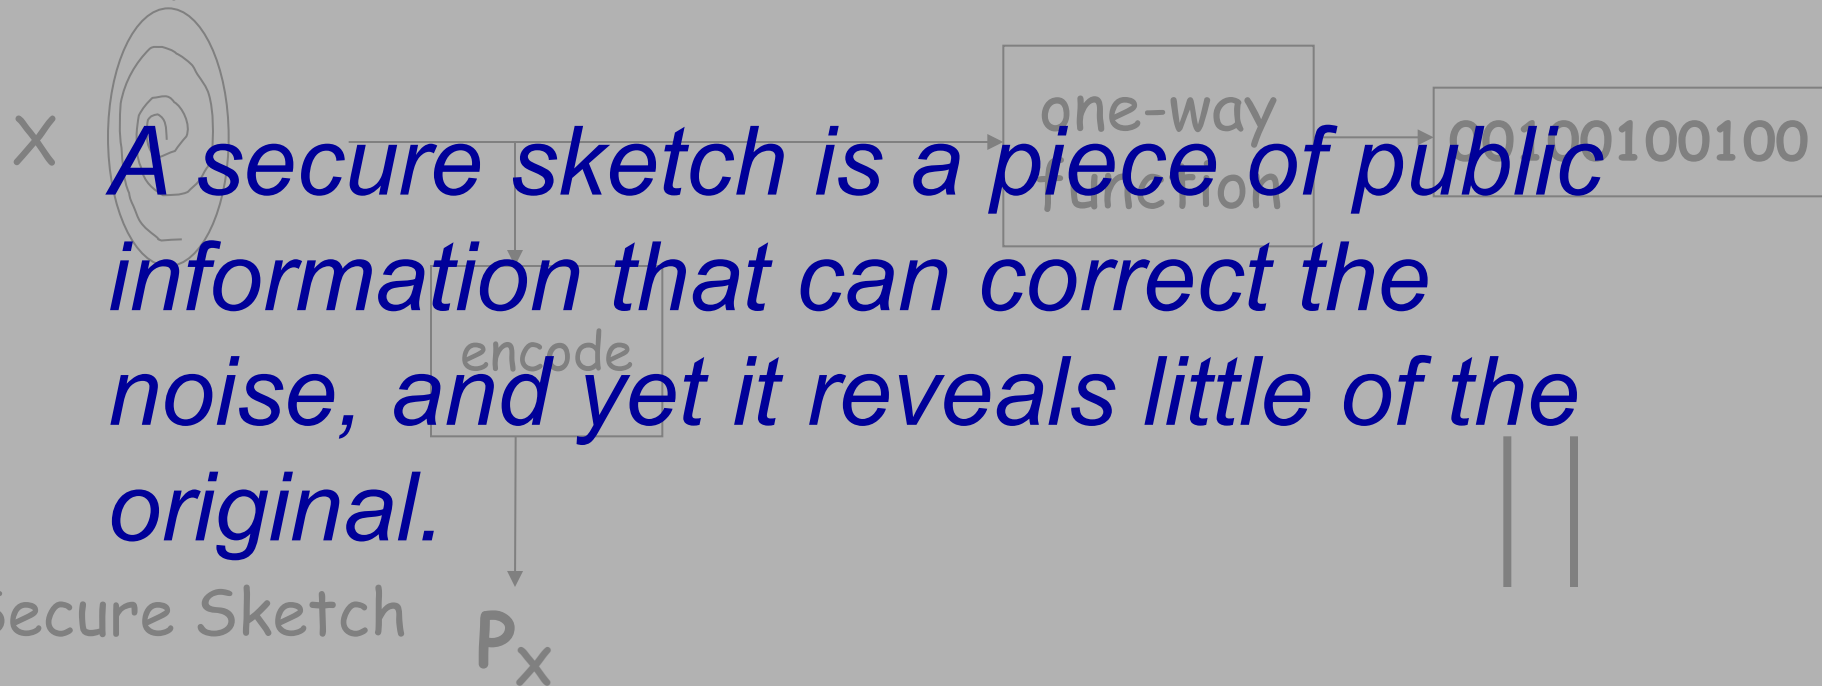 X
one-way
function
00100100100
A secure sketch is a piece of public
information that can correct the
encode
noise, and yet it reveals little of the
original.
Secure Sketch
PX